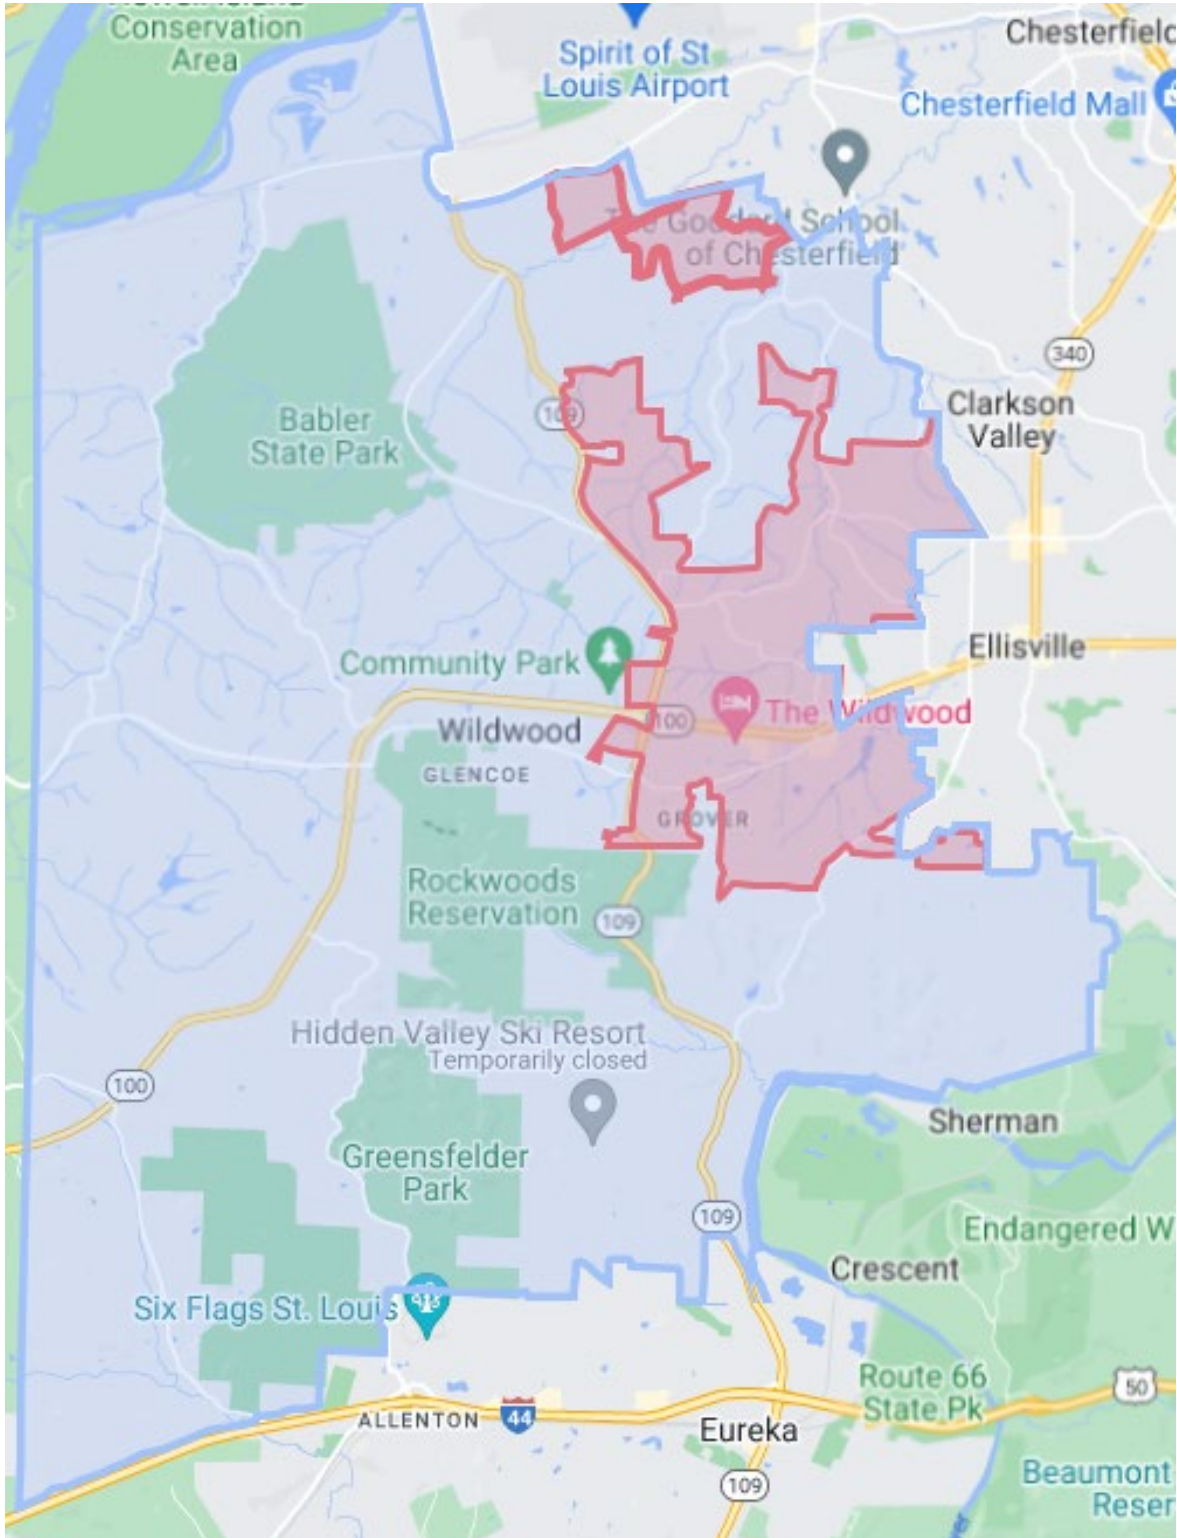 Conservation
Area
Spirit of St
Louis Airport
Chesterfield
Chesterfield Mall
The Goddard School
of Chesterfield
340
Clarkson
Valley
109
Babler
State Park
Ellisville
Community Park
100
The Wildwood
Wildwood
GLENCOE
GROVER
Rockwoods
Reservation
109
Hidden Valley Ski Resort
Temporarily closed
100
Sherman
Greensfelder
Park
109
Endangered W
Crescent
Six Flags St. Louis
Route 66
State Pk
50
ALLENTON
44
Eureka
109
Beaumont
Reser